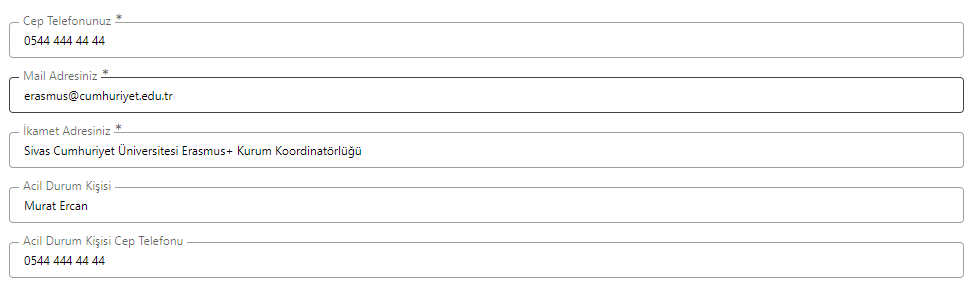 Cep Telefonunuz *
0544 444 44 44
Mail Adresiniz *
erasmus@cumhuriyet.edu.tr
İkamet Adresiniz *
Sivas Cumhuriyet Üniversitesi Erasmus+ Kurum Koordinatörlüğü
Acil Durum Kişisi
Murat Ercan
Acil Durum Kişisi Cep Telefonu
0544 444 44 44